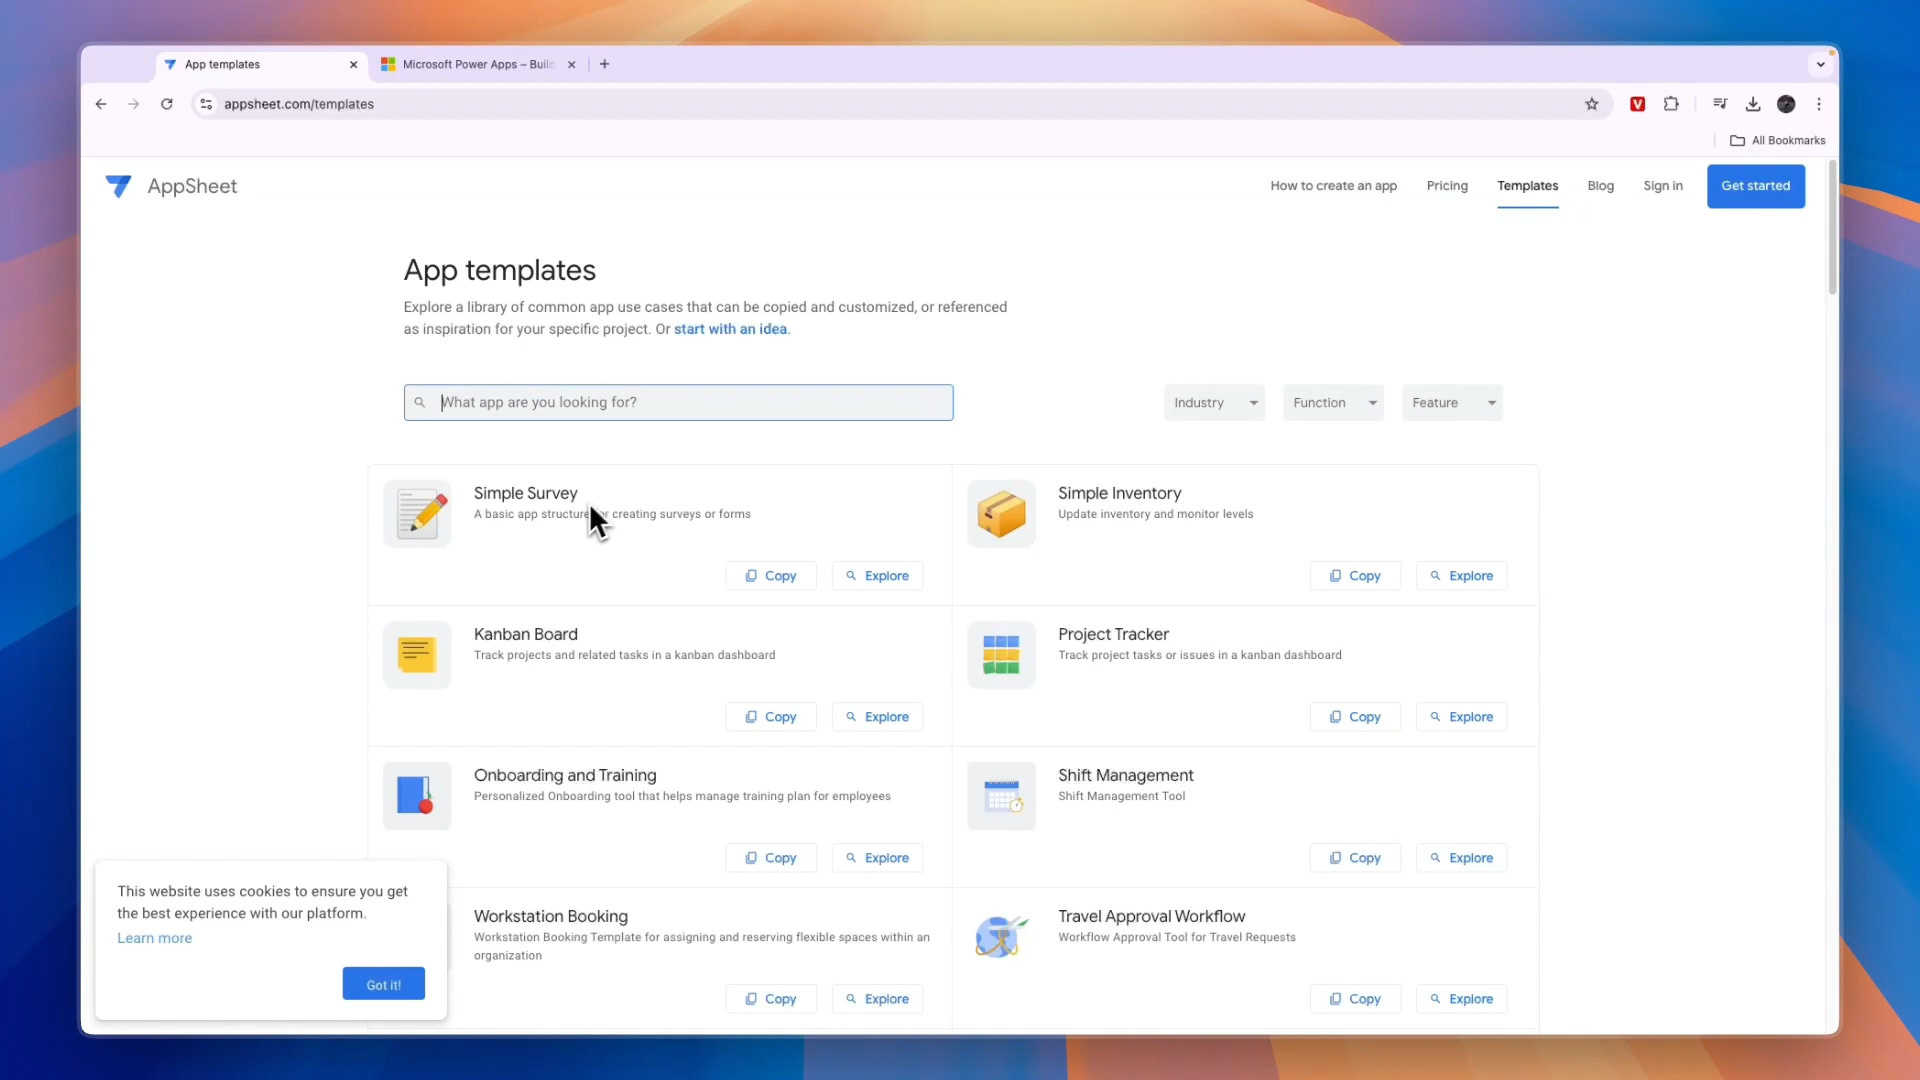 App templates
Microsoft Power Apps – Build
appsheet.com/templates
All Bookmarks
AppSheet
How to create an app
Pricing
Templates
Blog
Sign in
Get started
App templates
Explore a library of common app use cases that can be copied and customized, or referenced
as inspiration for your specific project. Or start with an idea.
What app are you looking for?
Industry
Function
Feature
Simple Survey
A basic app structure creating surveys or forms
Copy
Explore
Simple Inventory
Update inventory and monitor levels
Copy
Explore
Kanban Board
Track projects and related tasks in a kanban dashboard
Copy
Explore
Project Tracker
Track project tasks or issues in a kanban dashboard
Copy
Explore
Onboarding and Training
Personalized Onboarding tool that helps manage training plan for employees
Copy
Explore
Shift Management
Shift Management Tool
Copy
Explore
Workstation Booking
Workstation Booking Template for assigning and reserving flexible spaces within an
organization
Copy
Explore
Travel Approval Workflow
Workflow Approval Tool for Travel Requests
Copy
Explore
This website uses cookies to ensure you get
the best experience with our platform.
Learn more
Got it!